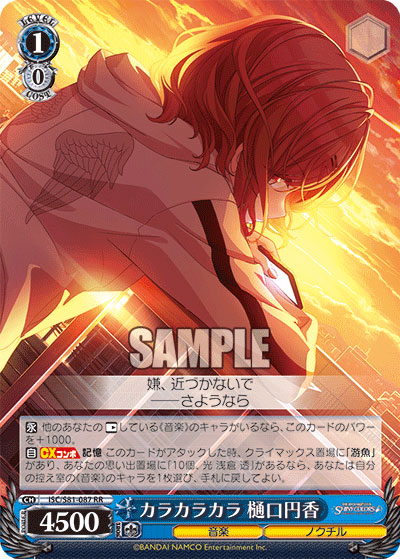 LEVEL
1
0
COST
SAMPLE
嫌、近づかないで
――さようなら
永 他のあなたの している《音楽》のキャラがいるなら、このカードのパワーを
+1000。
自 CXコンボ 記憶 このカードがアタックした時、クライマックス置場に「游魚」
があり、あなたの思い出置場に「10個、光 浅倉 透」があるなら、あなたは自分
の控え室の《音楽》のキャラを1枚選び、手札に戻す。
CH ISC/S81-087 RR
4500
カラカラカラ 樋口円香
SHINY COLORS
音楽 ノクチル
©BANDAI NAMCO Entertainment Inc.